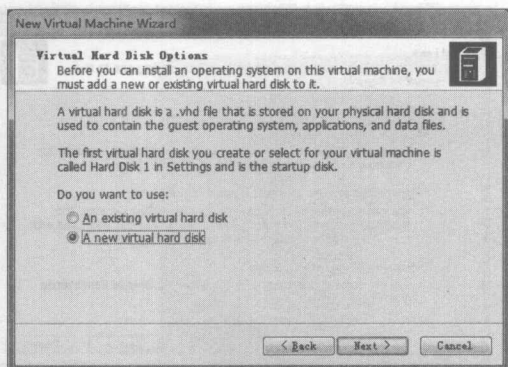 New Virtual Machine Wizard
Virtual Hard Disk Options
Before you can install an operating system on this virtual machine, you
must add a new or existing virtual hard disk to it.
A virtual hard disk is a .vhd file that is stored on your physical hard disk and is
used to contain the guest operating system, applications, and data files.
The first virtual hard disk you create or select for your virtual machine is
called Hard Disk 1 in Settings and is the startup disk.
Do you want to use:
An existing virtual hard disk
A new virtual hard disk
< Back Next > Cancel